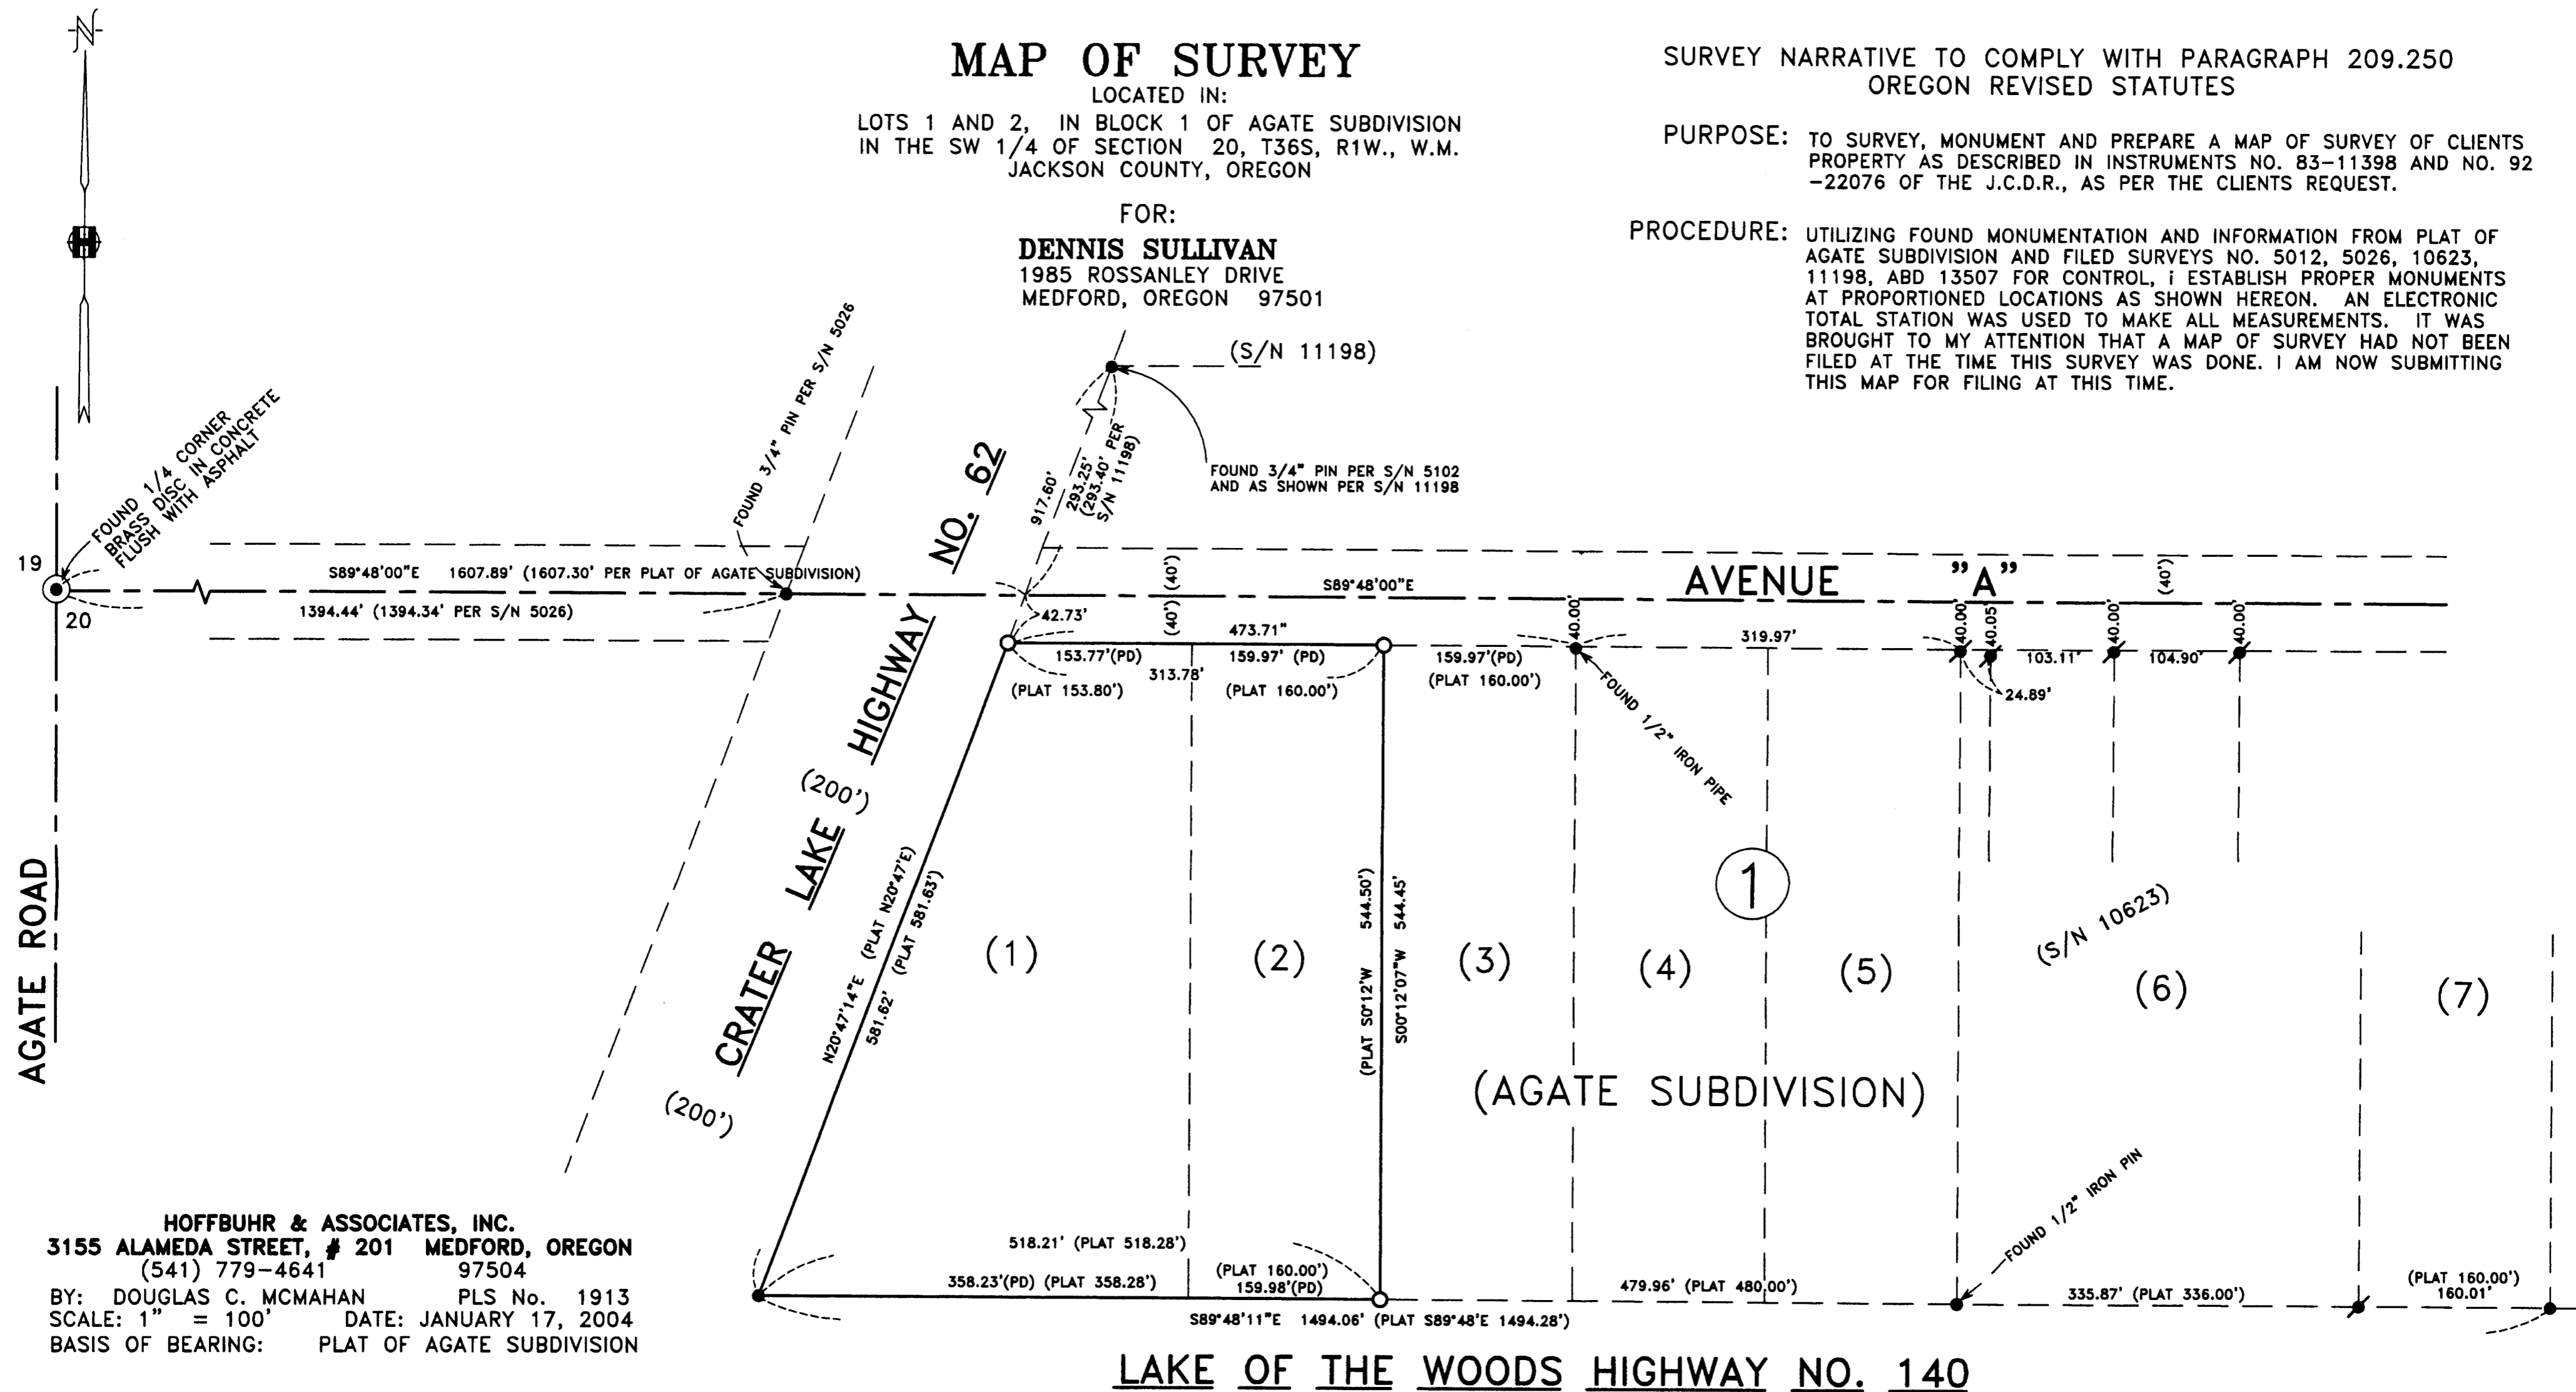 N
H
MAP OF SURVEY
LOCATED IN:
LOTS 1 AND 2, IN BLOCK 1 OF AGATE SUBDIVISION
IN THE SW 1/4 OF SECTION 20, T36S, R1W., W.M.
JACKSON COUNTY, OREGON
FOR:
DENNIS SULLIVAN
1985 ROSSANLEY DRIVE
MEDFORD, OREGON 97501
SURVEY NARRATIVE TO COMPLY WITH PARAGRAPH 209.250
OREGON REVISED STATUTES
PURPOSE: TO SURVEY, MONUMENT AND PREPARE A MAP OF SURVEY OF CLIENTS
PROPERTY AS DESCRIBED IN INSTRUMENTS NO. 83-11398 AND NO. 92
-22076 OF THE J.C.D.R., AS PER THE CLIENTS REQUEST.
PROCEDURE: UTILIZING FOUND MONUMENTATION AND INFORMATION FROM PLAT OF
AGATE SUBDIVISION AND FILED SURVEYS NO. 5012, 5026, 10623,
11198, ABD 13507 FOR CONTROL, i ESTABLISH PROPER MONUMENTS
AT PROPORTIONED LOCATIONS AS SHOWN HEREON. AN ELECTRONIC
TOTAL STATION WAS USED TO MAKE ALL MEASUREMENTS. IT WAS
BROUGHT TO MY ATTENTION THAT A MAP OF SURVEY HAD NOT BEEN
FILED AT THE TIME THIS SURVEY WAS DONE. I AM NOW SUBMITTING
THIS MAP FOR FILING AT THIS TIME.
(S/N 11198)
FOUND 3/4" PIN PER S/N 5102
AND AS SHOWN PER S/N 11198
917.60'
293.25'
(293.40' PER
S/N 11198)
FOUND 3/4" PIN PER S/N 5026
FOUND 1/4 CORNER
BRASS DISC IN CONCRETE
FLUSH WITH ASPHALT
19
20
S89°48'00"E 1607.89' (1607.30' PER PLAT OF AGATE SUBDIVISION)
1394.44' (1394.34' PER S/N 5026)
AGATE ROAD
CRATER LAKE HIGHWAY NO. 62
(200')
(200')
42.73'
(40')
(40')
S89°48'00"E
AVENUE "A"
(40')
473.71"
153.77'(PD)
159.97' (PD)
159.97'(PD)
313.78'
(PLAT 153.80')
(PLAT 160.00')
(PLAT 160.00')
40.00'
319.97'
40.00'
40.05'
40.00'
40.00'
103.11'
104.90'
24.89'
FOUND 1/2" IRON PIPE
N20°47'14"E (PLAT N20°47'E)
581.62' (PLAT 581.63')
(PLAT S0°12'W 544.50')
S00°12'07"W 544.45'
1
(1)
(2)
(3)
(4)
(5)
(S/N 10623)
(6)
(7)
(AGATE SUBDIVISION)
FOUND 1/2" IRON PIN
518.21' (PLAT 518.28')
358.23'(PD) (PLAT 358.28')
(PLAT 160.00')
159.98'(PD)
479.96' (PLAT 480.00')
335.87' (PLAT 336.00')
(PLAT 160.00')
160.01'
S89°48'11"E 1494.06' (PLAT S89°48'E 1494.28')
LAKE OF THE WOODS HIGHWAY NO. 140
HOFFBUHR & ASSOCIATES, INC.
3155 ALAMEDA STREET, # 201 MEDFORD, OREGON
(541) 779-4641 97504
BY: DOUGLAS C. MCMAHAN PLS No. 1913
SCALE: 1" = 100' DATE: JANUARY 17, 2004
BASIS OF BEARING: PLAT OF AGATE SUBDIVISION